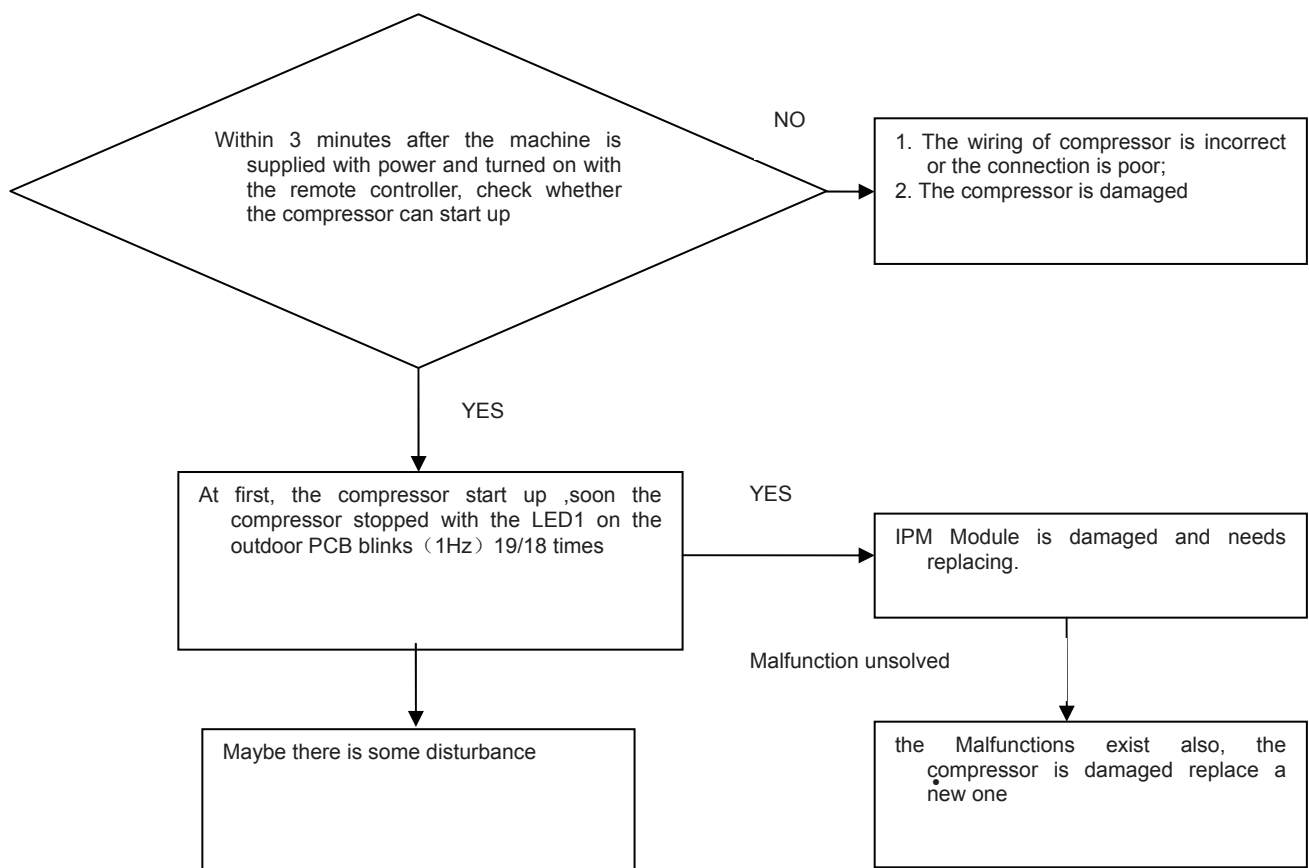 Within 3 minutes after the machine is
supplied with power and turned on with
the remote controller, check whether
the compressor can start up
NO
1. The wiring of compressor is incorrect
or the connection is poor;
2. The compressor is damaged
YES
At first, the compressor start up ,soon the
compressor stopped with the LED1 on the
outdoor PCB blinks（1Hz）19/18 times
YES
IPM Module is damaged and needs
replacing.
Malfunction unsolved
Maybe there is some disturbance
the Malfunctions exist also, the
compressor is damaged replace a
new one